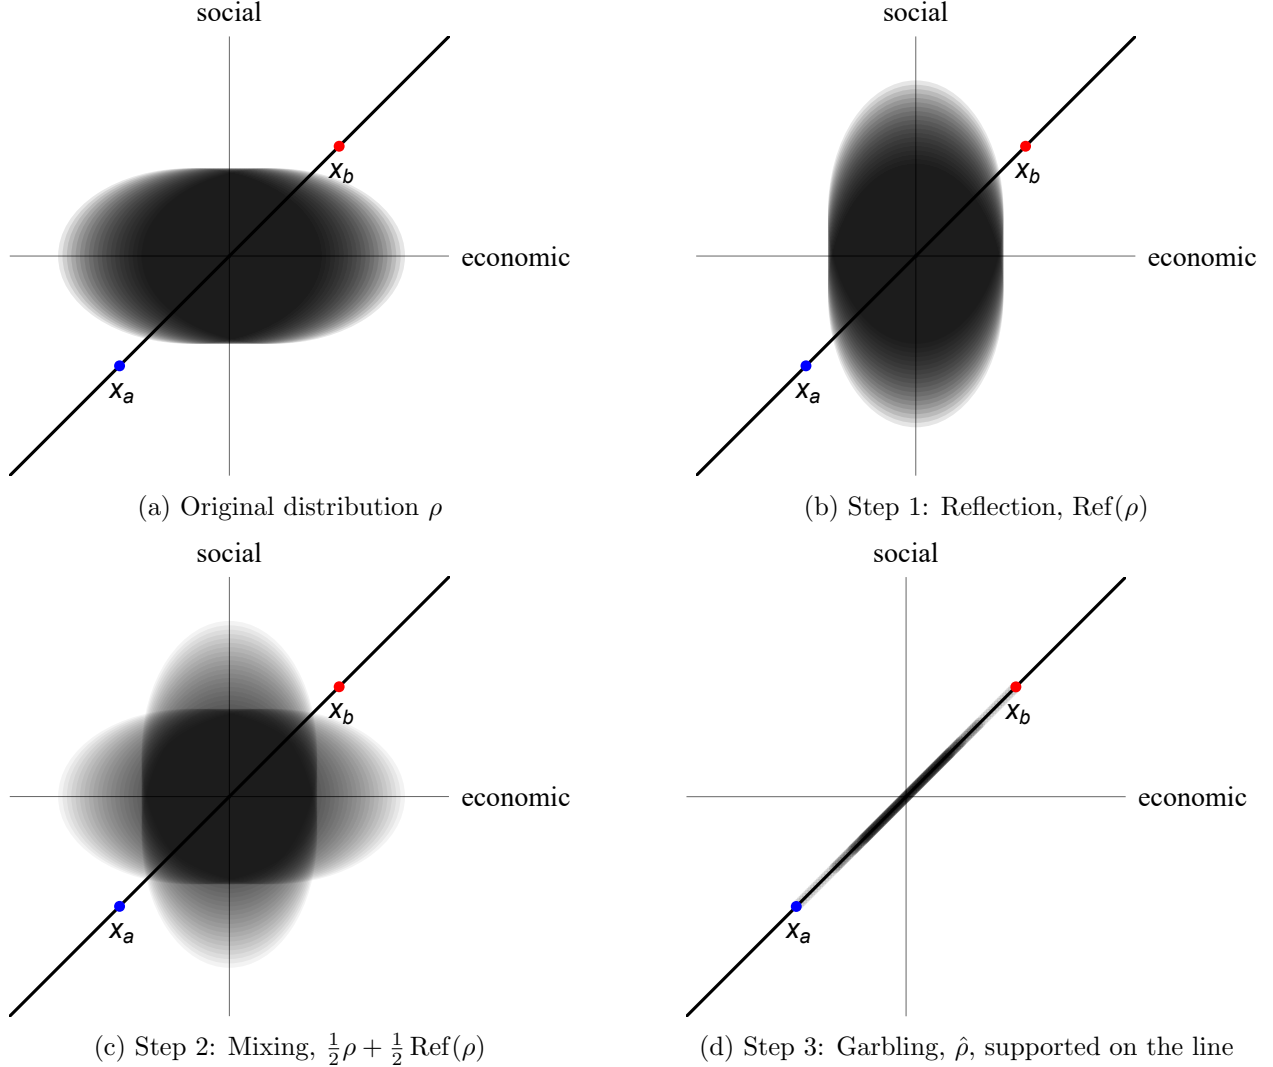 social
social
x_b
x_b
economic
economic
x_a
x_a
(a) Original distribution ρ
(b) Step 1: Reflection, Ref(ρ)
social
social
x_b
x_b
economic
economic
x_a
x_a
(c) Step 2: Mixing, ½ρ + ½ Ref(ρ)
(d) Step 3: Garbling, ρ̂, supported on the line